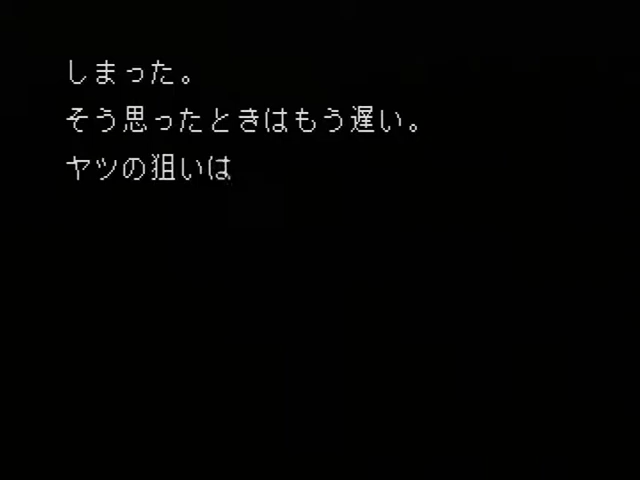 しまった。
そう思ったときはもう遅い。
ヤツの狙いは